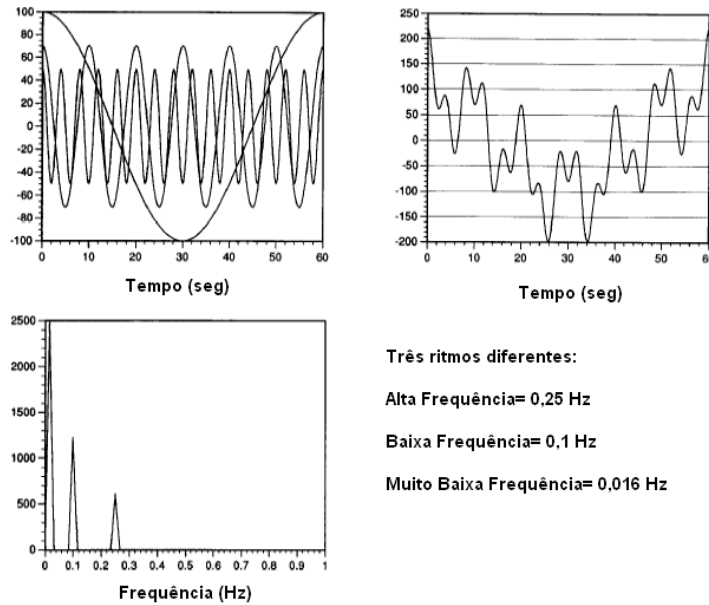 100
80
60
40
20
0
-20
-40
-60
-80
-100
0 10 20 30 40 50 60
Tempo (seg)
250
200
150
100
50
0
-50
-100
-150
-200
0 20 40 60
Tempo (seg)
2500
2000
1500
1000
500
0
0 0.1 0.2 0.3 0.4 0.5 0.6 0.7 0.8 0.9 1
Frequência (Hz)
Três ritmos diferentes:
Alta Frequência= 0,25 Hz
Baixa Frequência= 0,1 Hz
Muito Baixa Frequência= 0,016 Hz